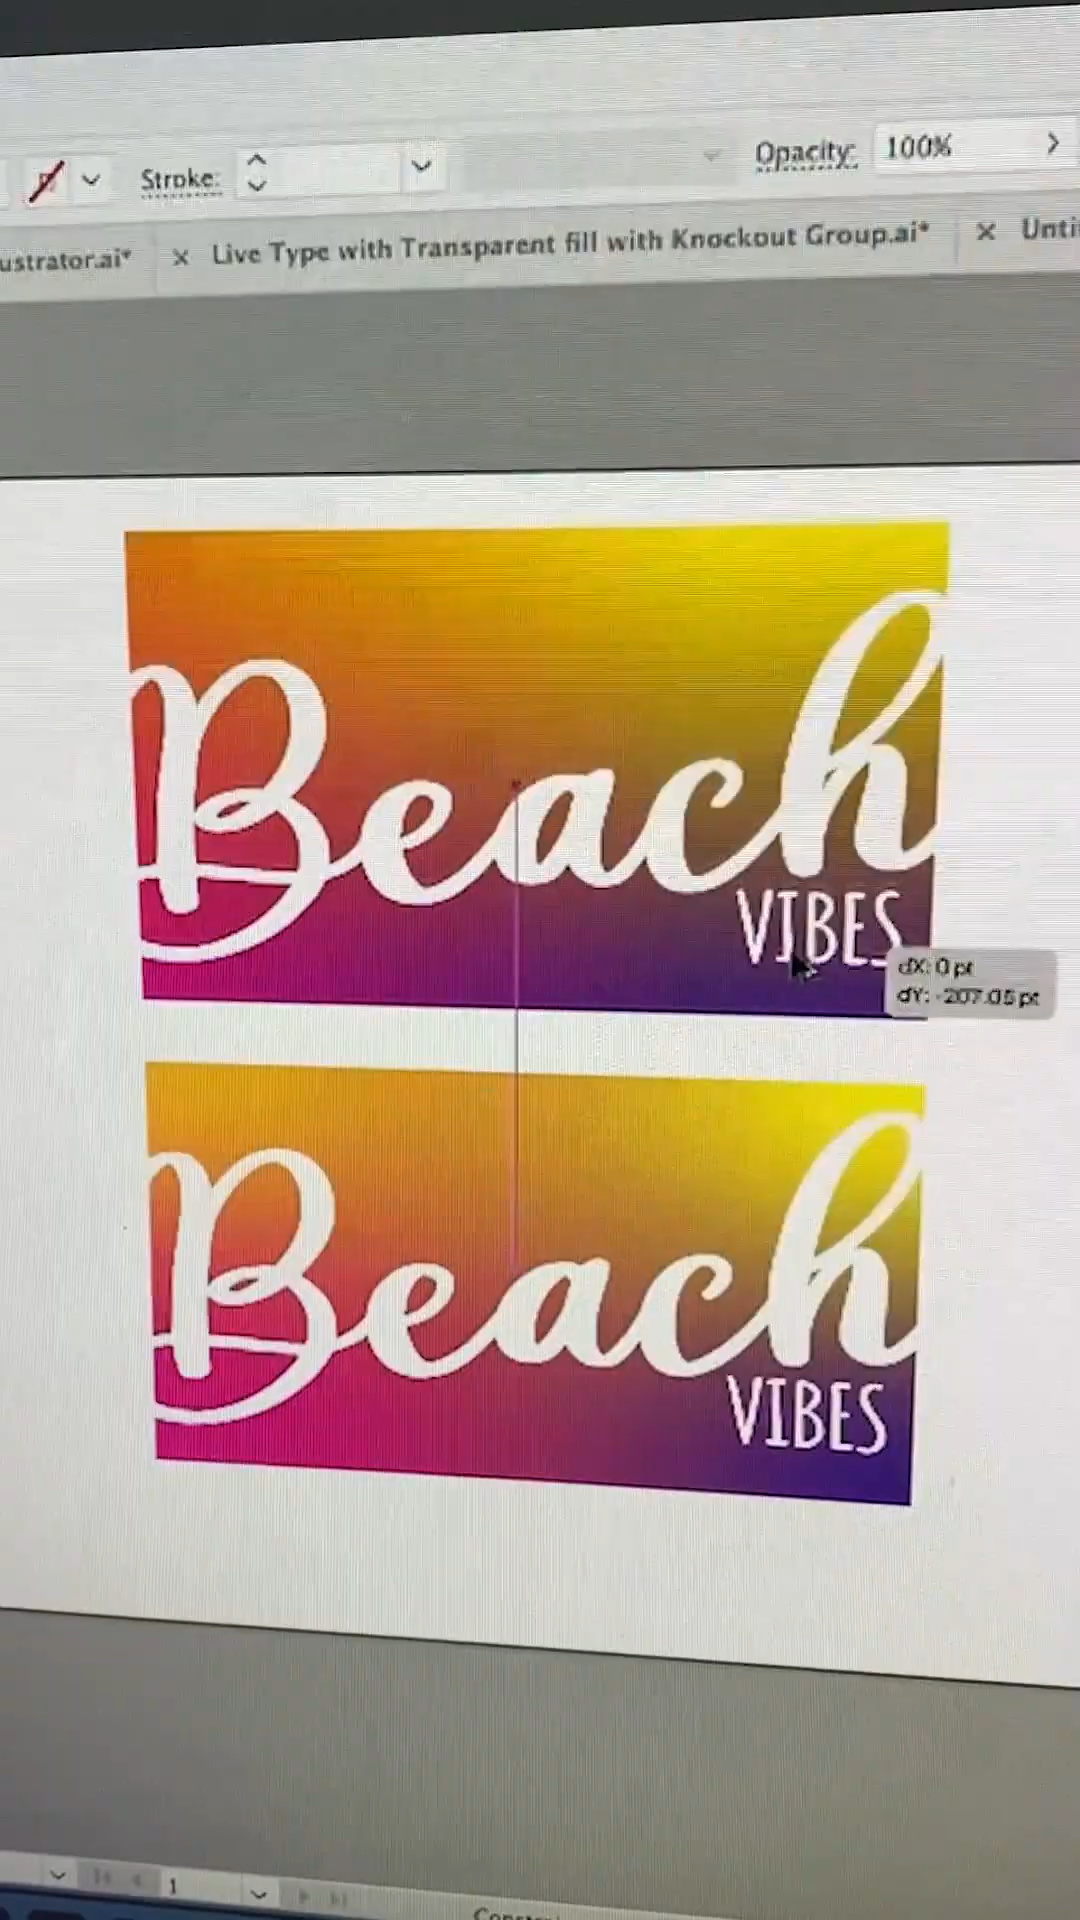 Stroke:
Opacity: 100%
ustrator.ai*
× Live Type with Transparent fill with Knockout Group.ai*
× Unti
Beach
VIBES
dX: 0 pt
dY: -207.05 pt
Beach
VIBES
1